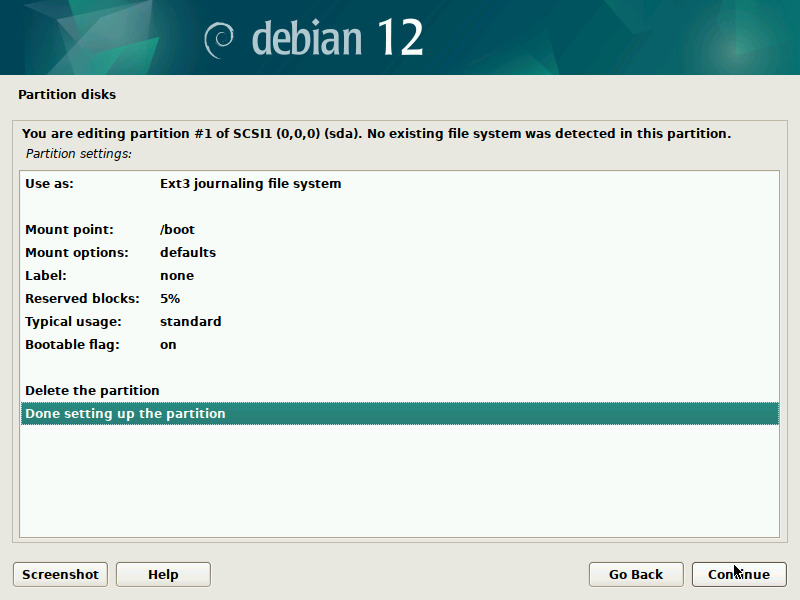 debian 12
Partition disks
You are editing partition #1 of SCSI1 (0,0,0) (sda). No existing file system was detected in this partition.
Partition settings:
Use as: Ext3 journaling file system
Mount point: /boot
Mount options: defaults
Label: none
Reserved blocks: 5%
Typical usage: standard
Bootable flag: on
Delete the partition
Done setting up the partition
Screenshot Help Go Back Continue